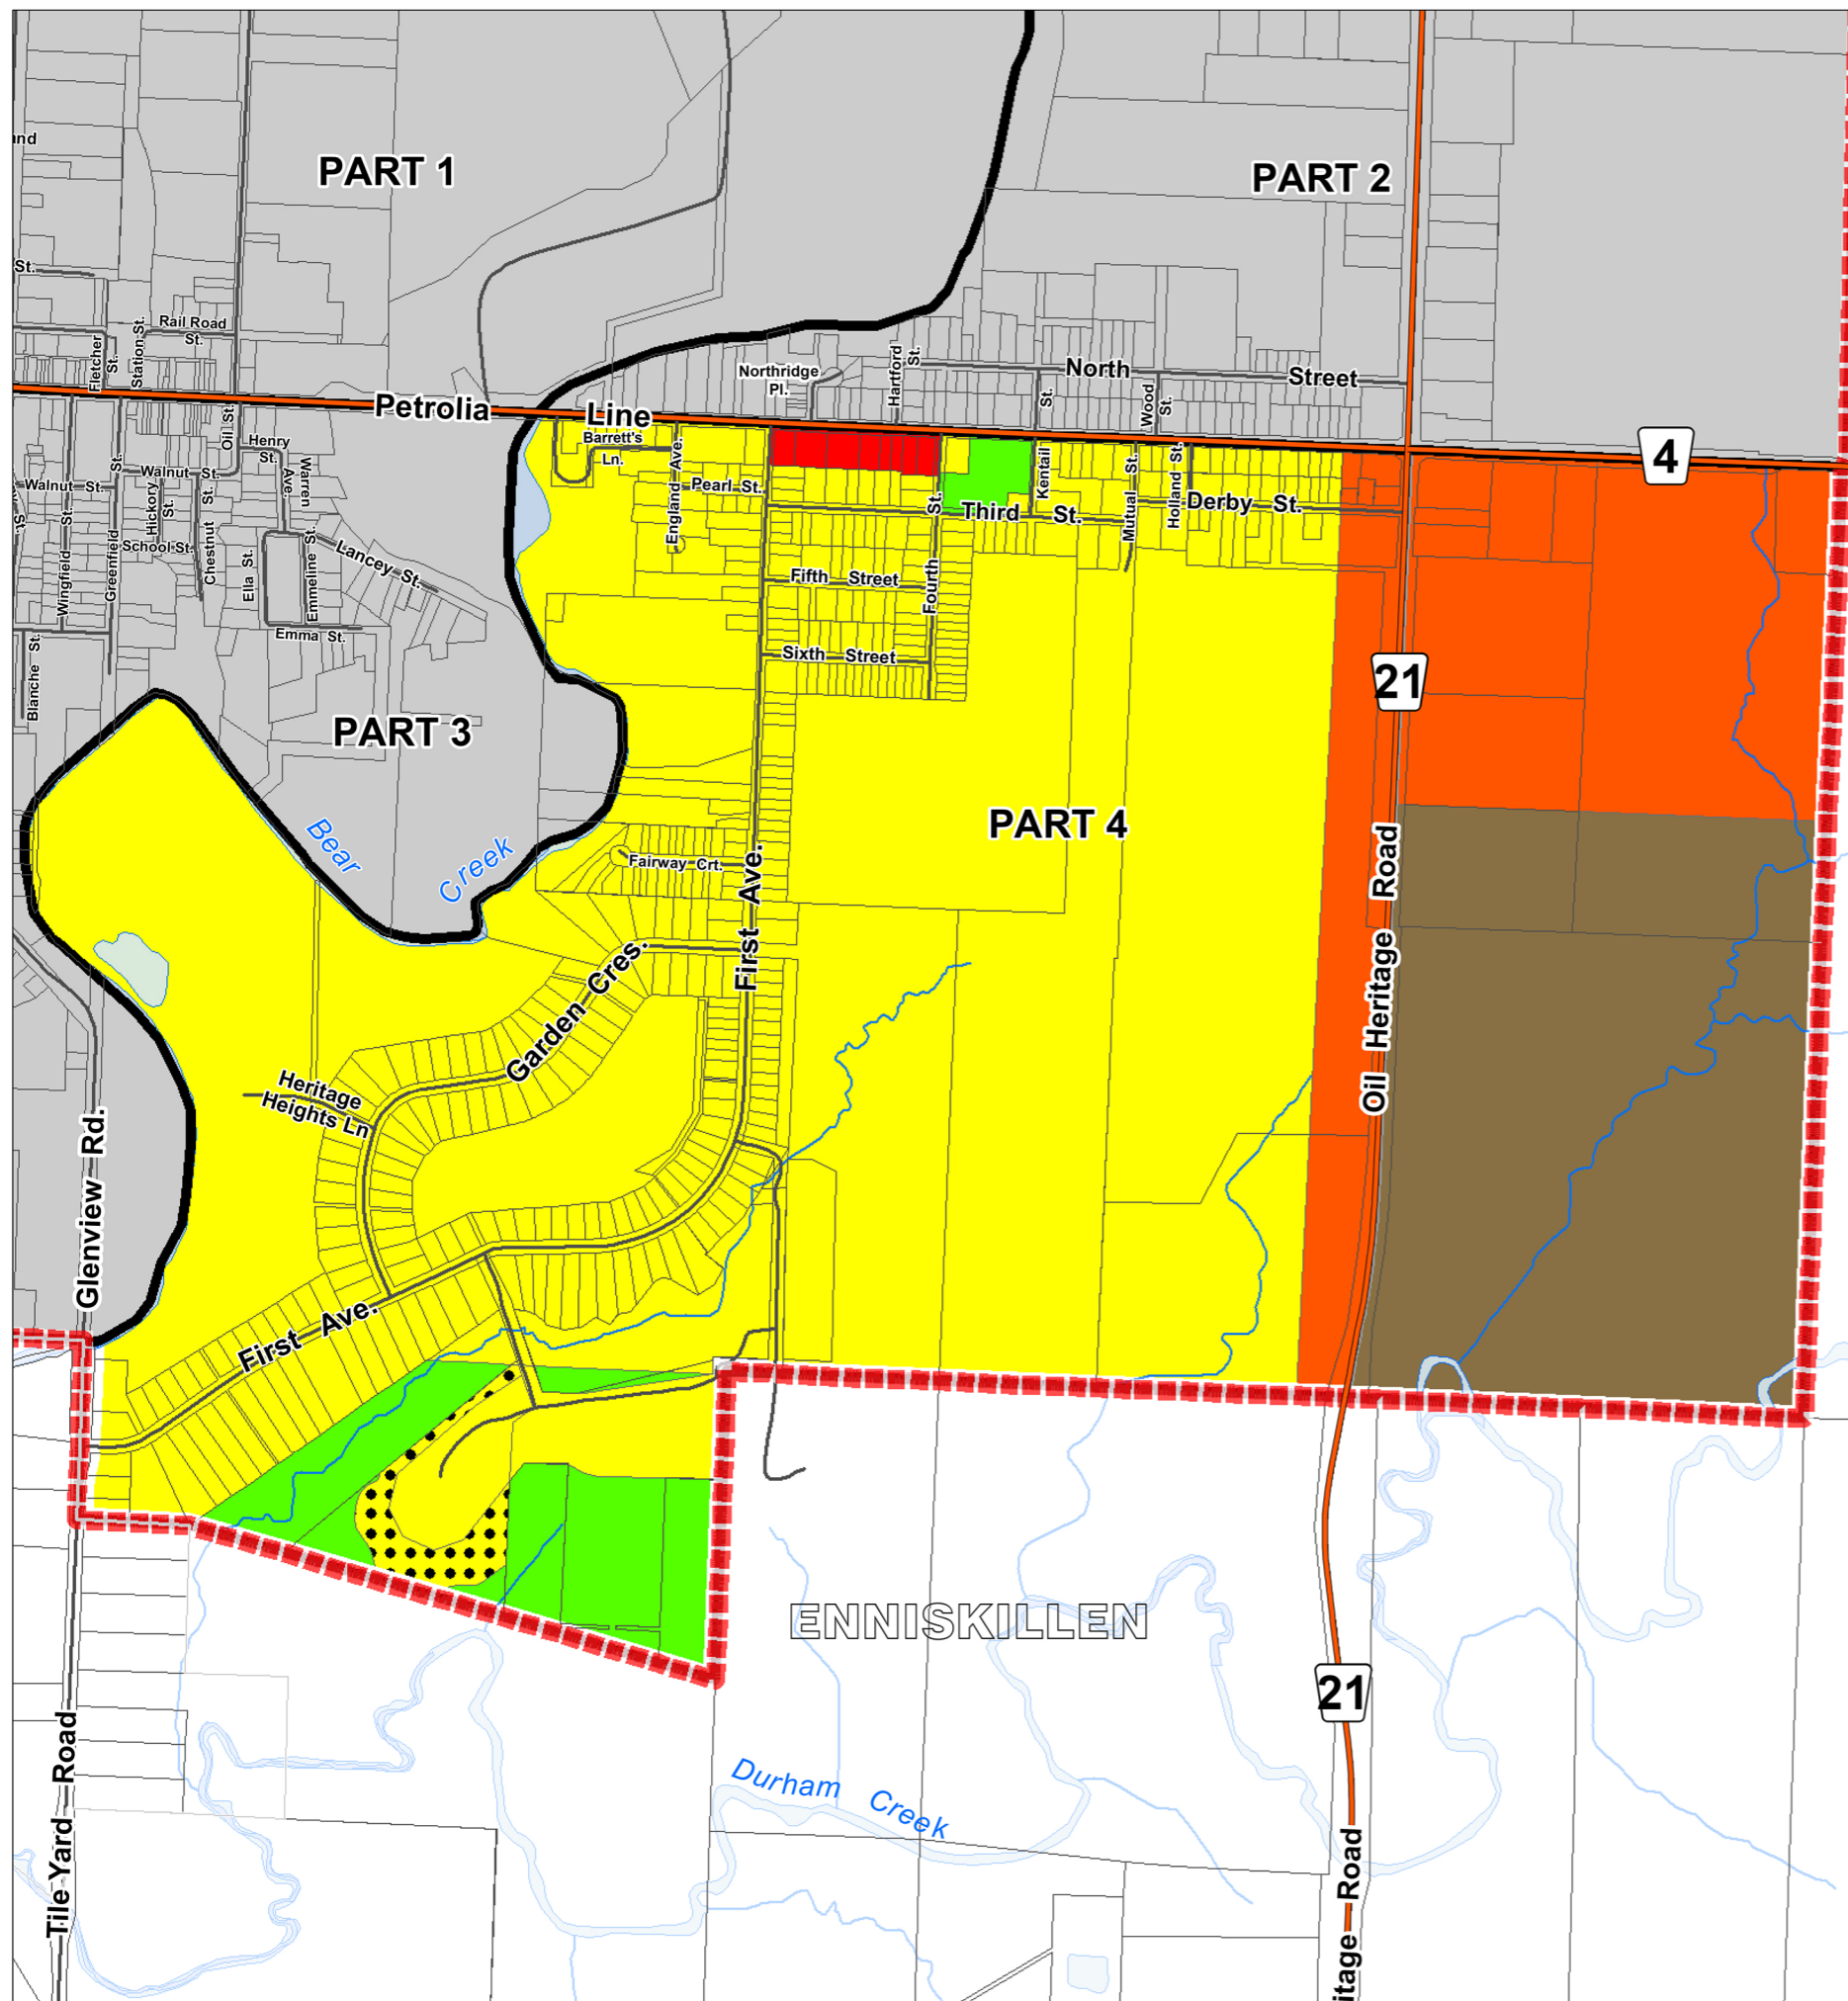 PART 1
PART 2
St.
Rail Road
St.
Station St.
Fletcher
St.
Northridge
Pl.
Hartford
St.
North
Street
St.
Wood
St.
Petrolia
Line
Barrett's
Ln.
4
Oil St.
Henry
St.
Warren
Ave.
Walnut St.
Walnut St.
Hickory
St.
School St.
Chestnut
St.
Wingfield St.
Greenfield St.
St.
Ella St.
Emmeline St.
Lancey St.
Emma St.
Blanche St.
England Ave.
Pearl St.
Kentail
Third St.
Mutual St.
Holland St.
Derby St.
Fifth Street
Fourth St.
Sixth Street
21
PART 3
PART 4
Bear
Creek
Fairway Crt.
First Ave.
Oil Heritage Road
Garden Cres.
Heritage
Heights Ln
Glenview Rd.
First Ave.
ENNISKILLEN
21
Durham Creek
Tile Yard Road
itage Road